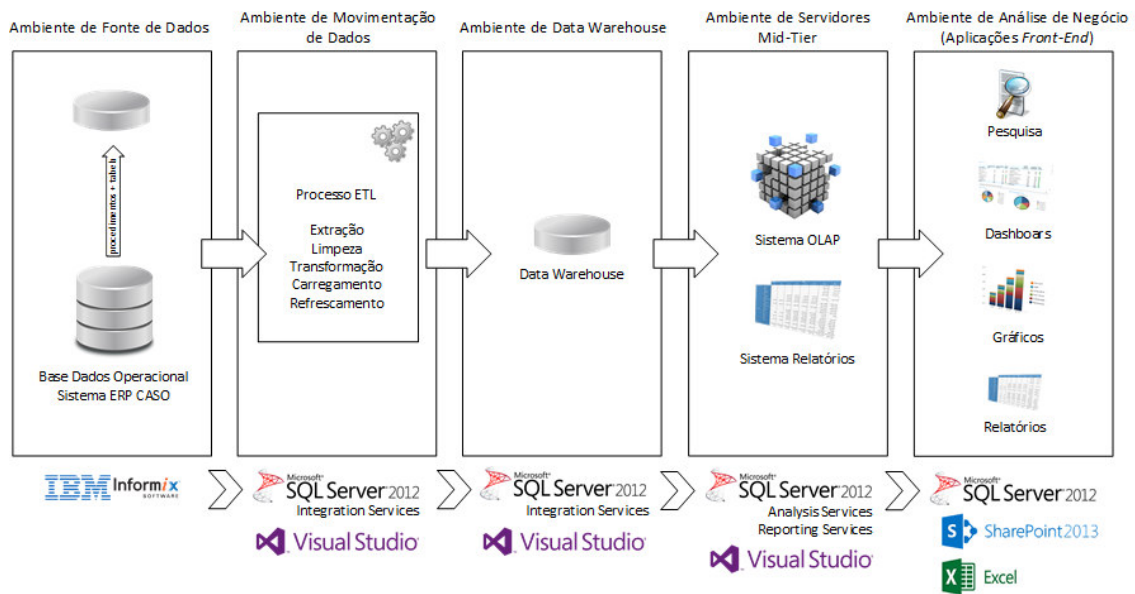 Ambiente de Fonte de Dados
Ambiente de Movimentação
de Dados
Ambiente de Data Warehouse
Ambiente de Servidores
Mid-Tier
Ambiente de Análise de Negócio
(Aplicações Front-End)
procedimentos + tabela
Base Dados Operacional
Sistema ERP CASO
Processo ETL
Extração
Limpeza
Transformação
Carregamento
Refrescamento
Data Warehouse
Sistema OLAP
Sistema Relatórios
Pesquisa
Dashboars
Gráficos
Relatórios
IBM Informix
SOFTWARE
Microsoft®
SQL Server® 2012
Integration Services
Visual Studio®
Microsoft®
SQL Server® 2012
Integration Services
Visual Studio®
Microsoft®
SQL Server® 2012
Analysis Services
Reporting Services
Visual Studio®
Microsoft®
SQL Server® 2012
S SharePoint 2013
X Excel